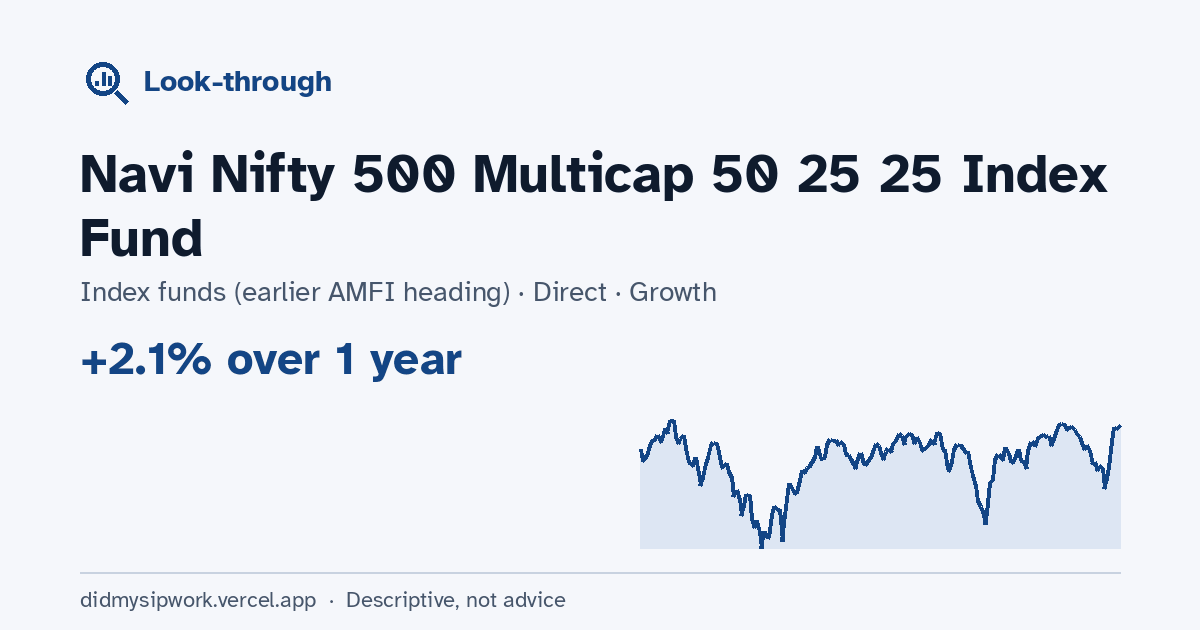 Look-through
Navi Nifty 500 Multicap 50 25 25 Index
Fund
Index funds (earlier AMFI heading) · Direct · Growth
+2.1% over 1 year
didmysipwork.vercel.app · Descriptive, not advice